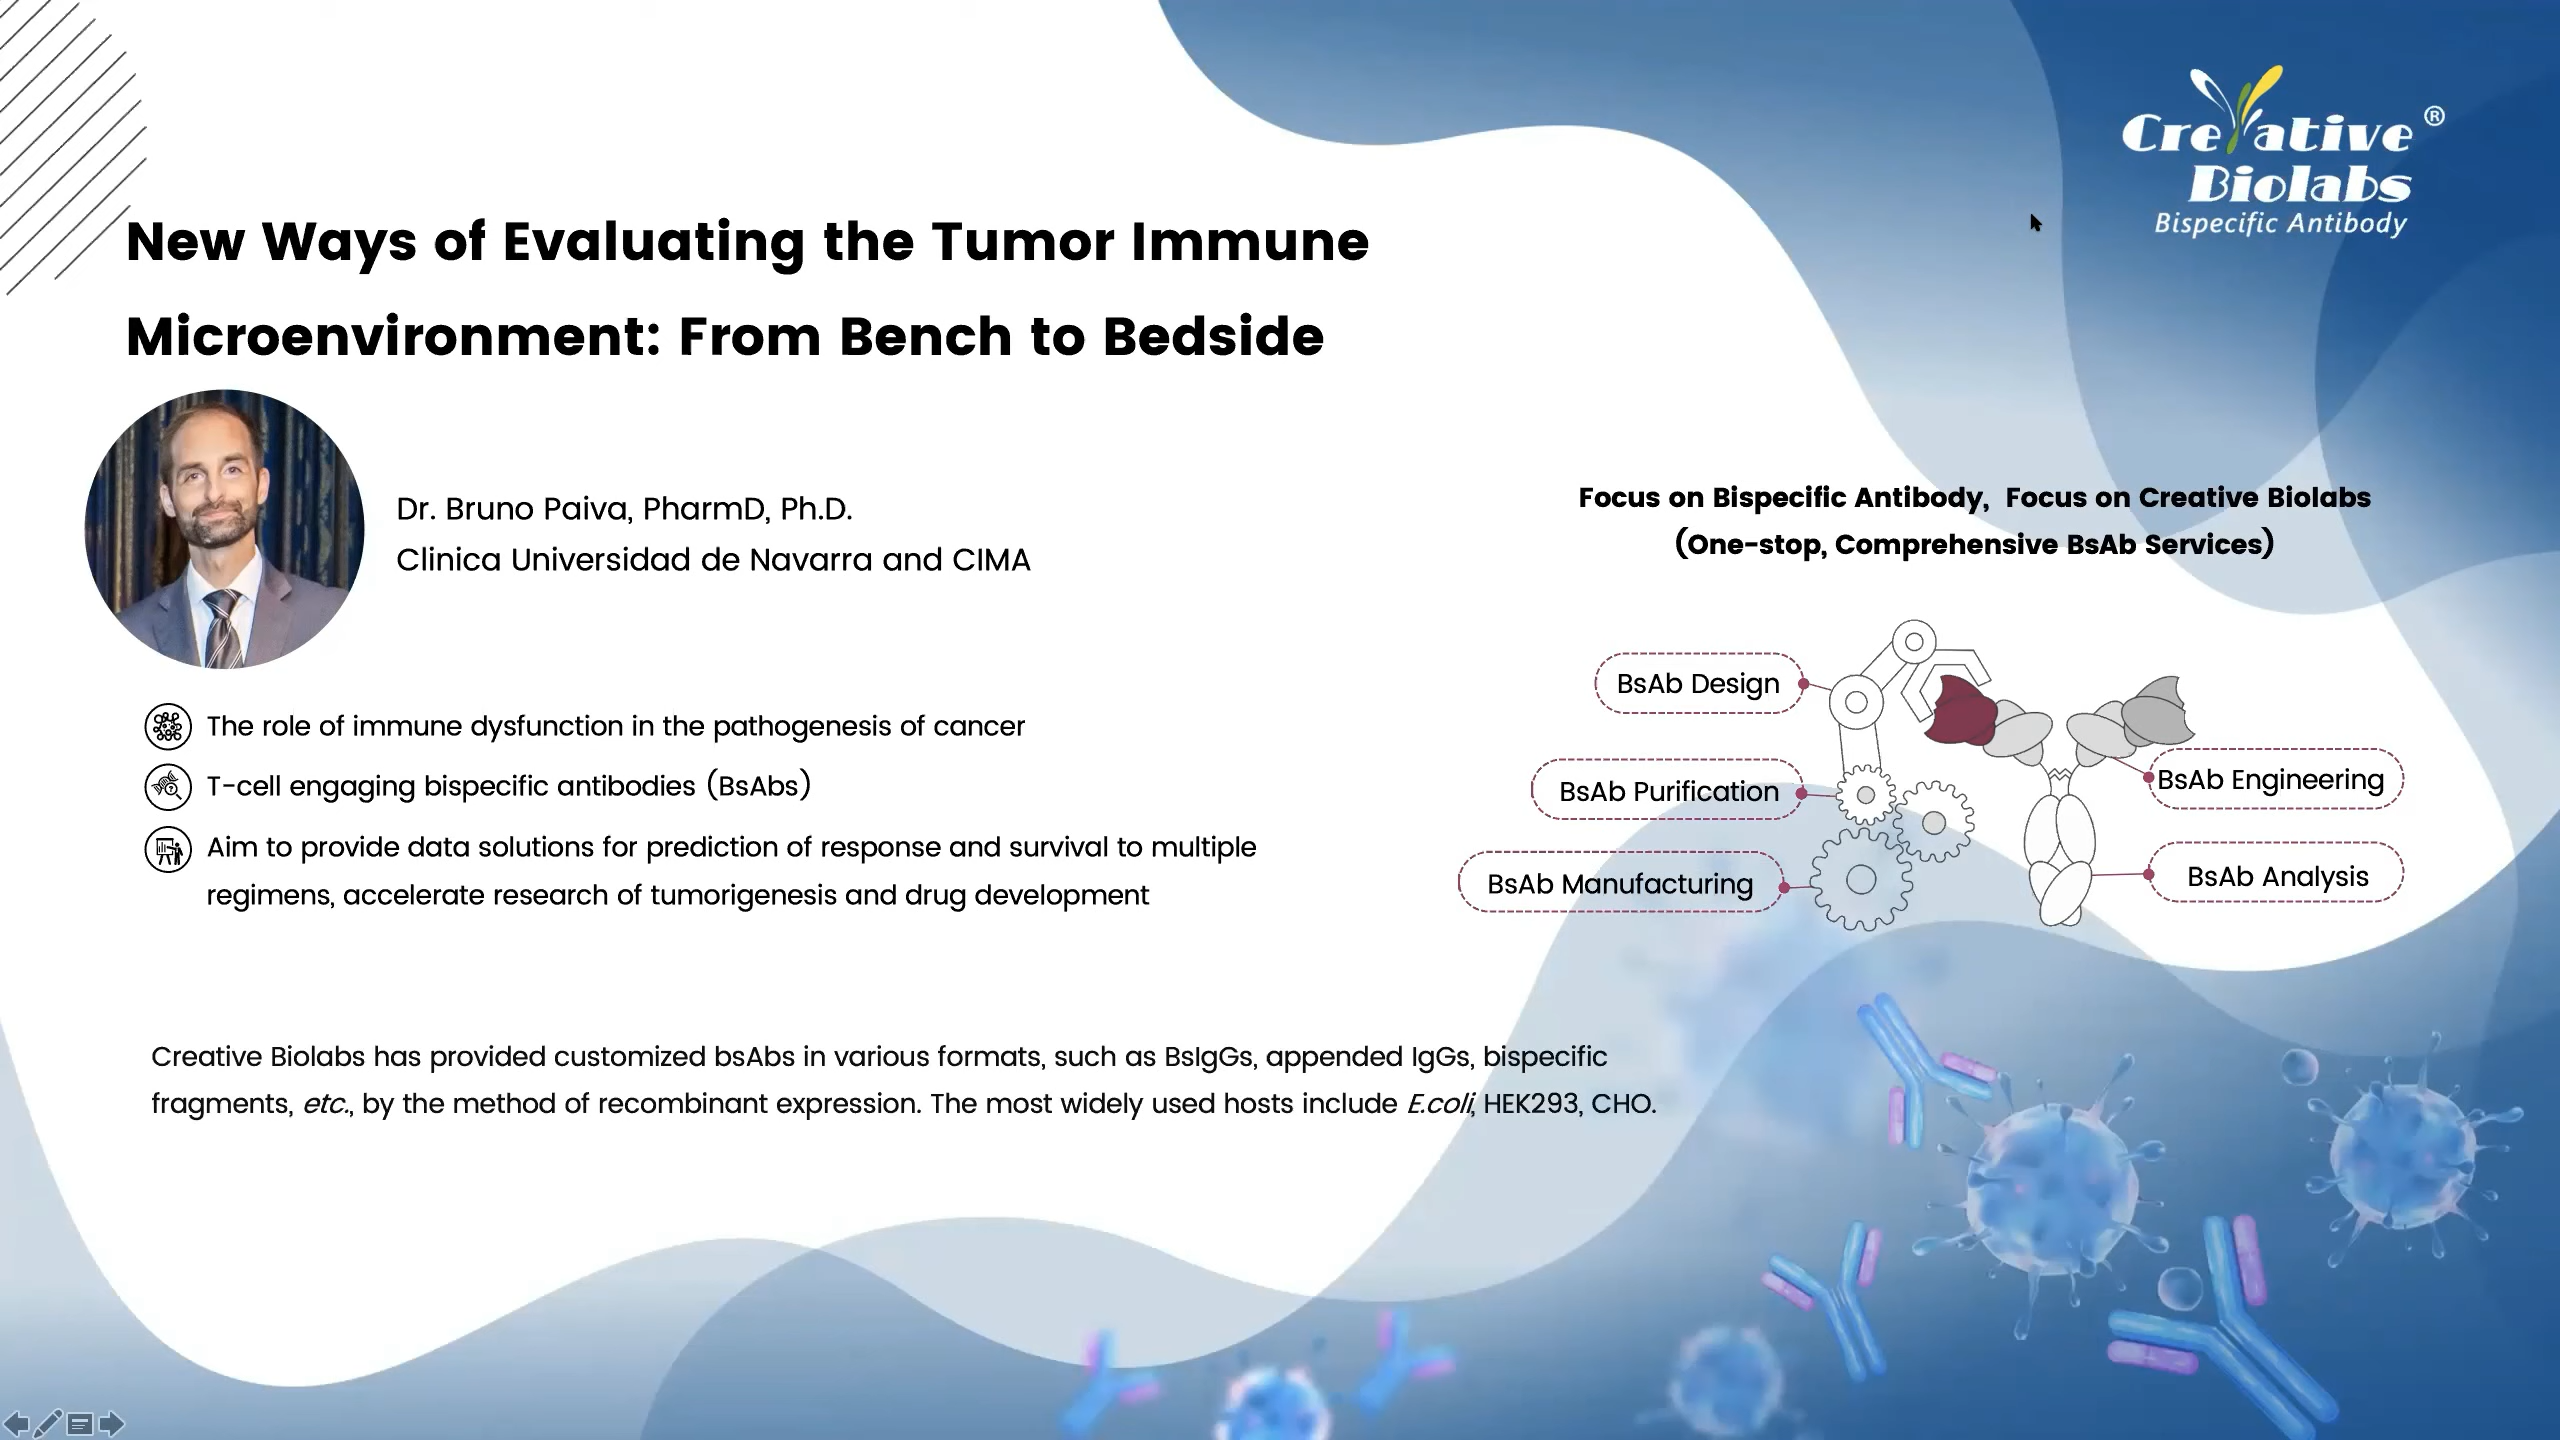 Creative ®
Biolabs
Bispecific Antibody
New Ways of Evaluating the Tumor Immune
Microenvironment: From Bench to Bedside
Dr. Bruno Paiva, PharmD, Ph.D.
Clinica Universidad de Navarra and CIMA
The role of immune dysfunction in the pathogenesis of cancer
T-cell engaging bispecific antibodies (BsAbs)
Aim to provide data solutions for prediction of response and survival to multiple
regimens, accelerate research of tumorigenesis and drug development
Focus on Bispecific Antibody, Focus on Creative Biolabs
(One-stop, Comprehensive BsAb Services)
BsAb Design
BsAb Purification
BsAb Manufacturing
BsAb Engineering
BsAb Analysis
Creative Biolabs has provided customized bsAbs in various formats, such as BsIgGs, appended IgGs, bispecific
fragments, etc., by the method of recombinant expression. The most widely used hosts include E.coli, HEK293, CHO.